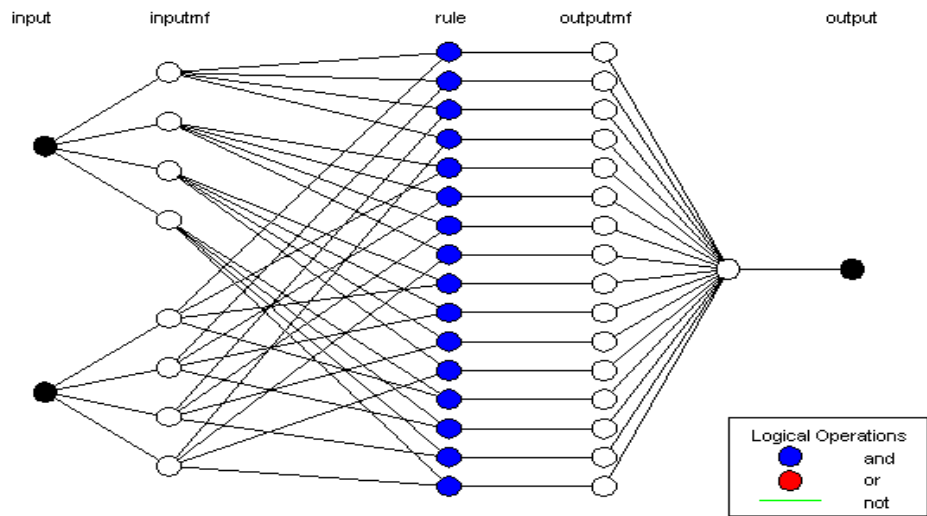 input inputmf rule outputmf output
Logical Operations
and
or
not